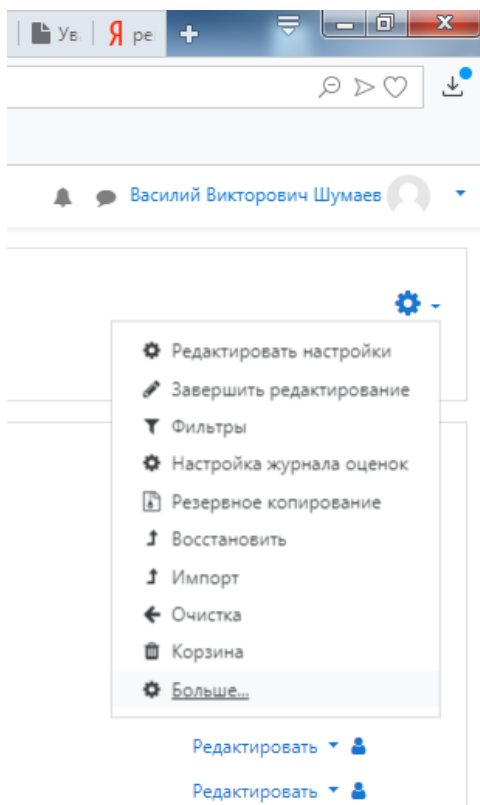 Ув
Я ре
Василий Викторович Шумаев
Редактировать настройки
Завершить редактирование
Фильтры
Настройка журнала оценок
Резервное копирование
Восстановить
Импорт
Очистка
Корзина
Больше...
Редактировать
Редактировать